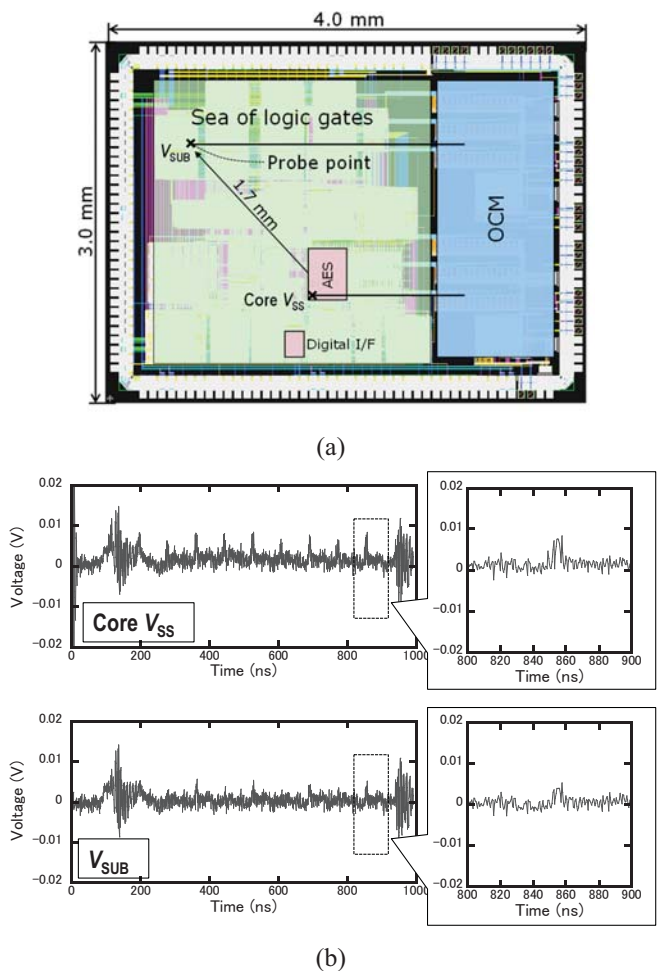 4.0 mm
3.0 mm
Sea of logic gates
V_SUB
Probe point
1.7 mm
AES
OCM
Core V_SS
Digital I/F
(a)
0.02
0.01
0
−0.01
−0.02
Voltage (V)
Core V_SS
0 200 400 600 800 1000
Time (ns)
0.02
0.01
0
−0.01
−0.02
800 820 840 860 880 900
Time (ns)
0.02
0.01
0
−0.01
−0.02
Voltage (V)
V_SUB
0 200 400 600 800 1000
Time (ns)
0.02
0.01
0
−0.01
−0.02
800 820 840 860 880 900
Time (ns)
(b)